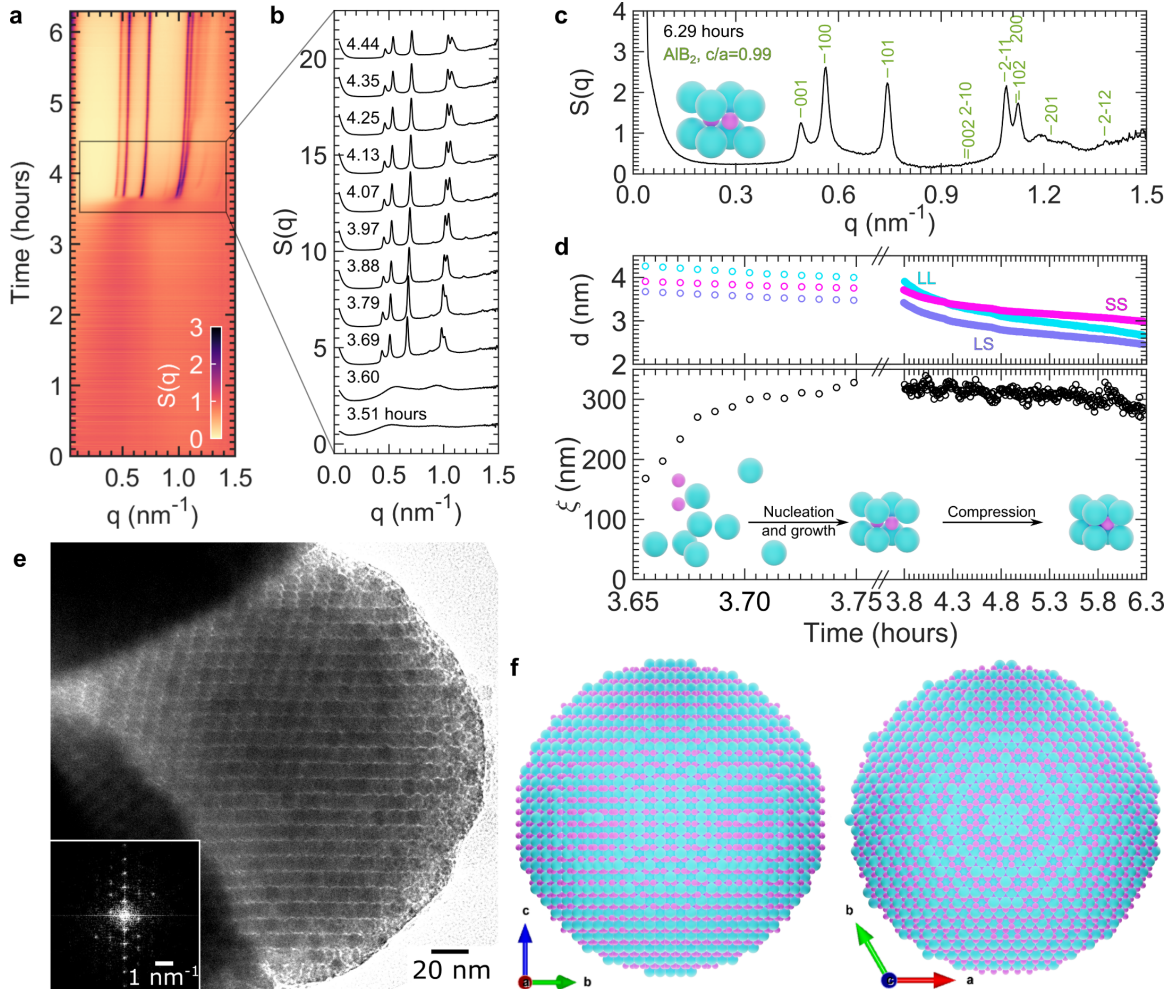 a
6
5
4
3
2
1
0
Time (hours)
3
2
1
0
S(q)
0.5
1.0
1.5
q (nm⁻¹)
b
20
15
10
5
0
S(q)
4.44
4.35
4.25
4.13
4.07
3.97
3.88
3.79
3.69
3.60
3.51 hours
0
0.5
1.0
1.5
q (nm⁻¹)
c
4
3
2
1
0
S(q)
6.29 hours
AlB₂, c/a=0.99
001
100
101
002
2-10
2-11
102
200
201
2-12
0.0
0.3
0.6
0.9
1.2
1.5
q (nm⁻¹)
d
4
3
2
d (nm)
LL
SS
LS
2
300
200
100
0
ξ (nm)
Nucleation
and growth
Compression
3.65
3.70
3.75
3.8
4.3
4.8
5.3
5.8
6.3
Time (hours)
e
1 nm⁻¹
20 nm
f
c
a
b
b
c
a